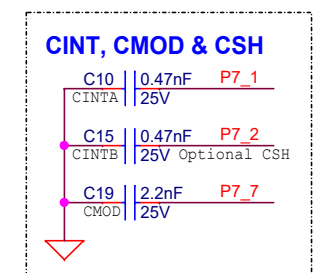 CINT, CMOD & CSH
C10 0.47nF P7_1
CINTA 25V
C15 0.47nF P7_2
CINTB 25V Optional CSH
C19 2.2nF P7_7
CMOD 25V